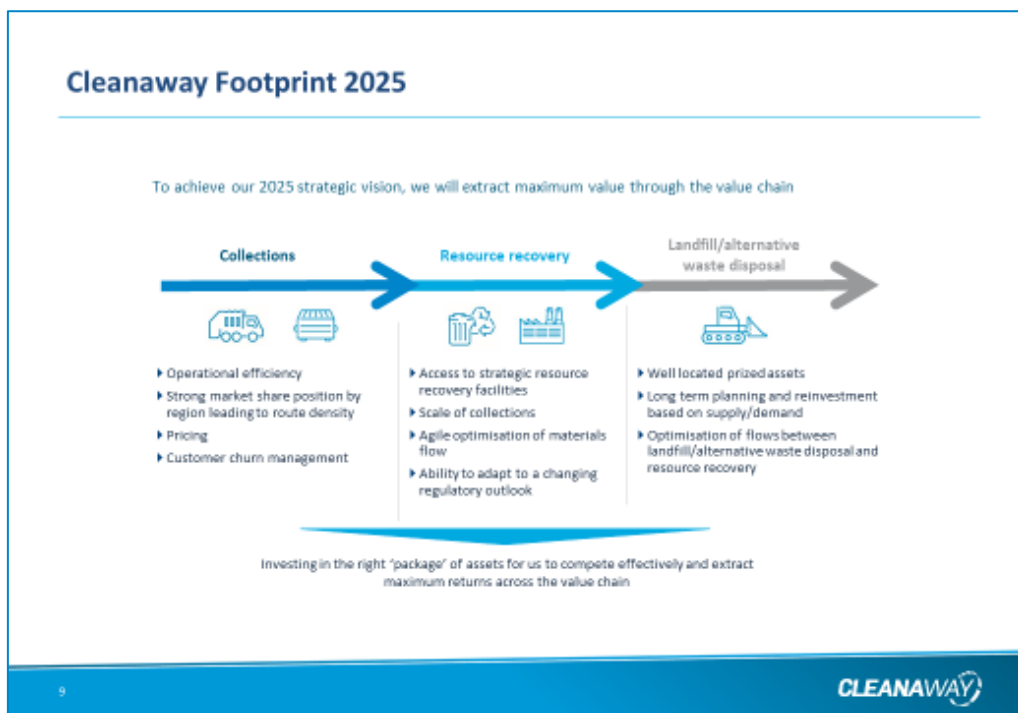 Cleanaway Footprint 2025
To achieve our 2025 strategic vision, we will extract maximum value through the value chain
Collections
Resource recovery
Landfill/alternative
waste disposal
Operational efficiency
Strong market share position by
region leading to route density
Pricing
Customer churn management
Access to strategic resource
recovery facilities
Scale of collections
Agile optimisation of materials
flow
Ability to adapt to a changing
regulatory outlook
Well located prized assets
Long term planning and reinvestment
based on supply/demand
Optimisation of flows between
landfill/alternative waste disposal and
resource recovery
Investing in the right 'package' of assets for us to compete effectively and extract
maximum returns across the value chain
9
CLEANAWAY